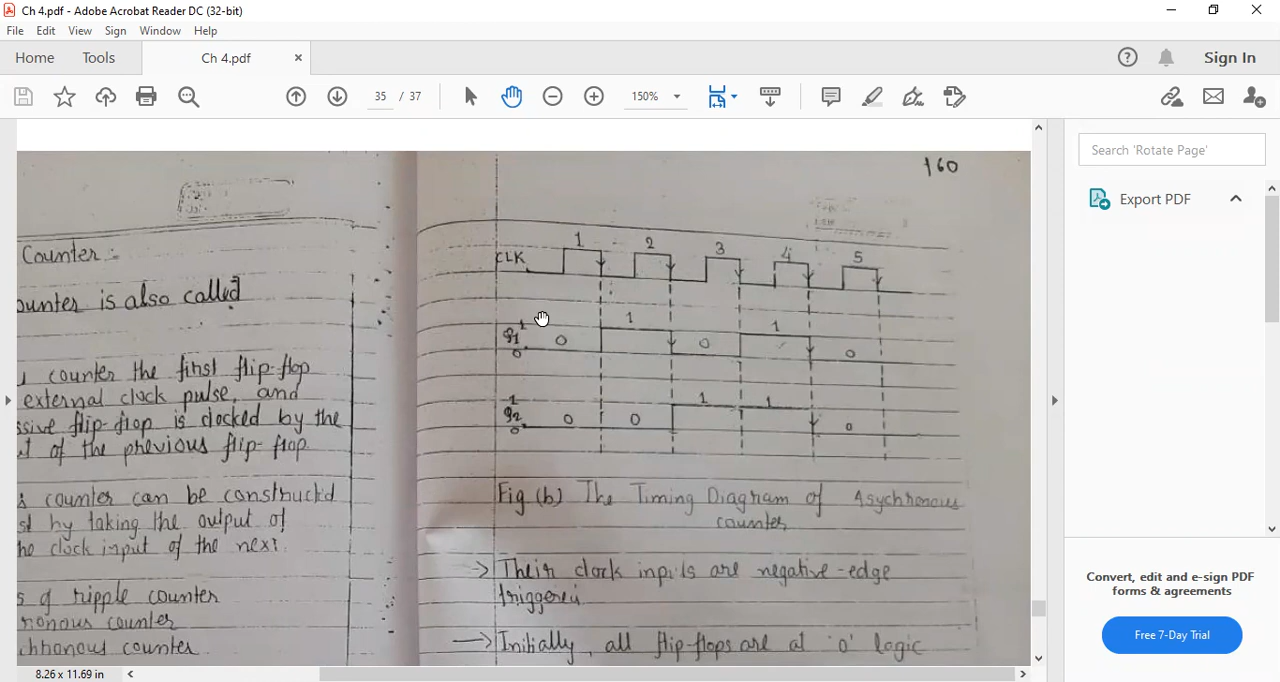 Ch 4.pdf - Adobe Acrobat Reader DC (32-bit)
File Edit View Sign Window Help
Home Tools Ch 4.pdf × Sign In
35 / 37 150%
Search 'Rotate Page'
Export PDF
Convert, edit and e-sign PDF
forms & agreements
Free 7-Day Trial
8.26 x 11.69 in
Counter :-
ounter is also called
counter the first flip-flop
external clock pulse, and
ssive flip-flop is clocked by the
of the previous flip-flop
counter can be constructed
by taking the output of
he clock input of the next.
s of ripple counter
ronous counter
chronous counter.
160
CLK 1 2 3 4 5
1
q1 0 1 0 1 0
0
1
q2 0 0 1 1 0
0
Fig (b) The Timing Diagram of Asychronous
counter
-> Their clock inputs are negative-edge
triggered
-> Initially, all flip-flops are at '0' logic